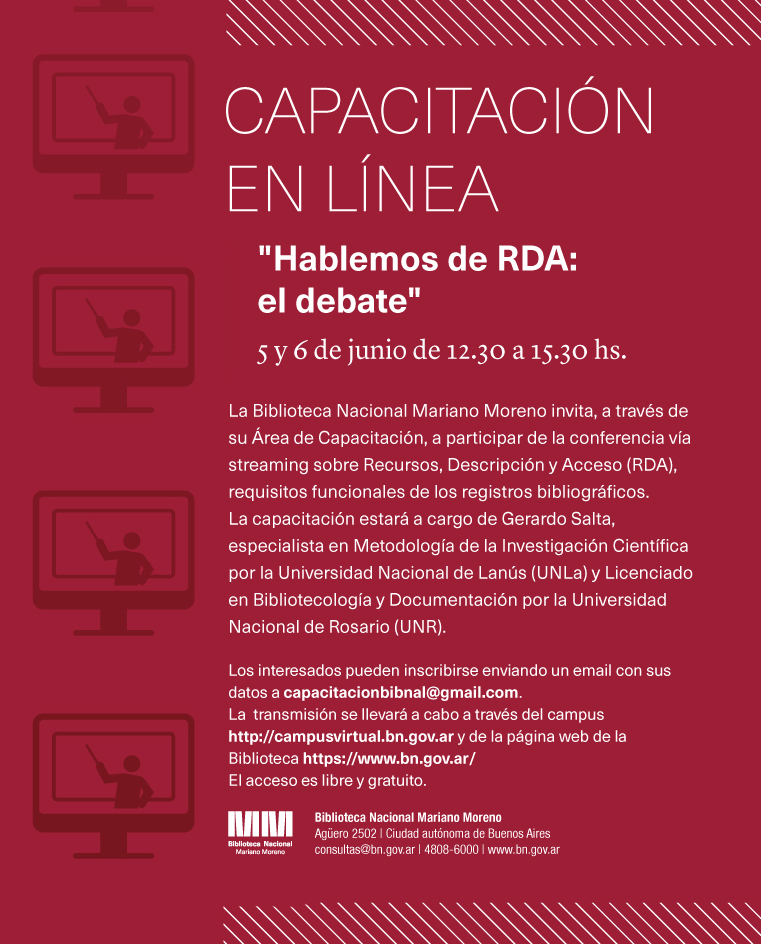 CAPACITACIÓN
EN LÍNEA
"Hablemos de RDA:
el debate"
5 y 6 de junio de 12.30 a 15.30 hs.
La Biblioteca Nacional Mariano Moreno invita, a través de
su Área de Capacitación, a participar de la conferencia vía
streaming sobre Recursos, Descripción y Acceso (RDA),
requisitos funcionales de los registros bibliográficos.
La capacitación estará a cargo de Gerardo Salta,
especialista en Metodología de la Investigación Científica
por la Universidad Nacional de Lanús (UNLa) y Licenciado
en Bibliotecología y Documentación por la Universidad
Nacional de Rosario (UNR).
Los interesados pueden inscribirse enviando un email con sus
datos a capacitacionbibnal@gmail.com.
La  transmisión se llevará a cabo a través del campus
http://campusvirtual.bn.gov.ar y de la página web de la
Biblioteca https://www.bn.gov.ar/
El acceso es libre y gratuito.
MM
Biblioteca Nacional
Mariano Moreno
Biblioteca Nacional Mariano Moreno
Agüero 2502 | Ciudad autónoma de Buenos Aires
consultas@bn.gov.ar | 4808-6000 | www.bn.gov.ar